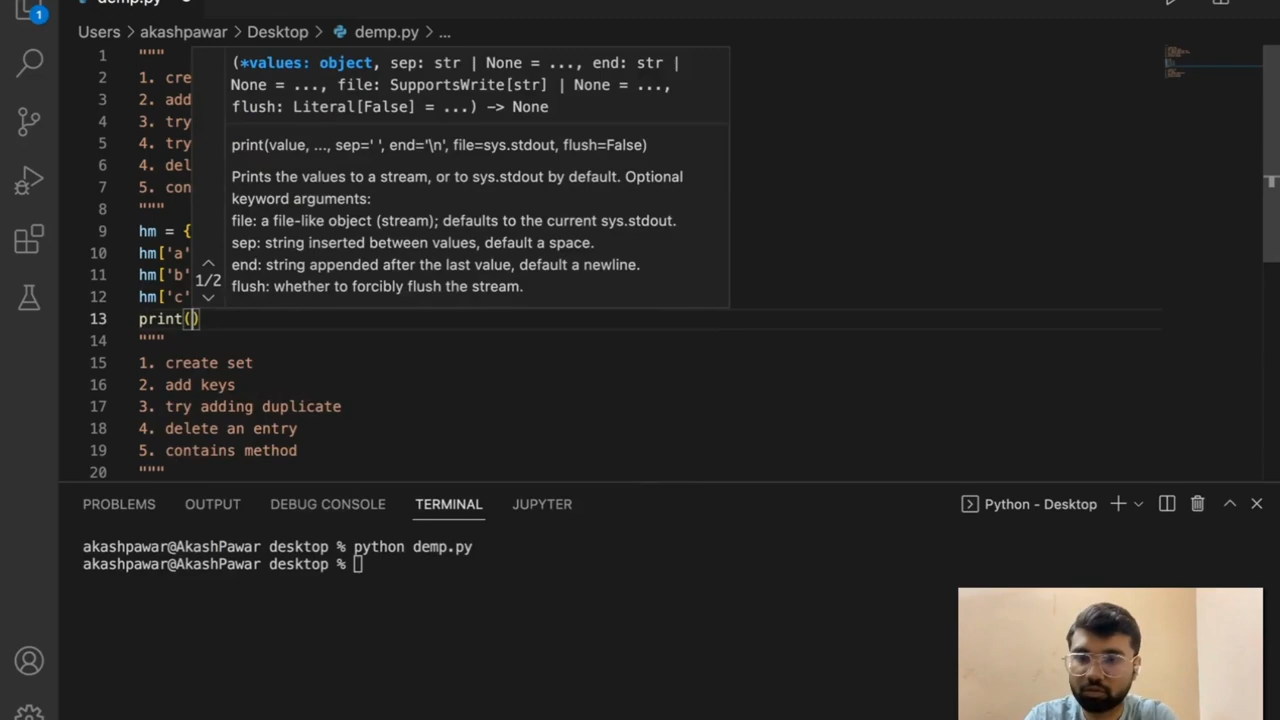 1
demp.py
Users > akashpawar > Desktop > demp.py > ...
1 """
2 1. cre
3 2. add
4 3. try
5 4. try
6 4. del
7 5. con
8 """
9 hm = {
10 hm['a'
11 hm['b'
12 hm['c'
13 print()
14 """
15 1. create set
16 2. add keys
17 3. try adding duplicate
18 4. delete an entry
19 5. contains method
20 """
(*values: object, sep: str | None = ..., end: str |
None = ..., file: SupportsWrite[str] | None = ...,
flush: Literal[False] = ...) -> None
print(value, ..., sep=' ', end='\n', file=sys.stdout, flush=False)
Prints the values to a stream, or to sys.stdout by default. Optional
keyword arguments:
file: a file-like object (stream); defaults to the current sys.stdout.
sep: string inserted between values, default a space.
1/2
end: string appended after the last value, default a newline.
flush: whether to forcibly flush the stream.
PROBLEMS OUTPUT DEBUG CONSOLE TERMINAL JUPYTER Python - Desktop
akashpawar@AkashPawar desktop % python demp.py
akashpawar@AkashPawar desktop %